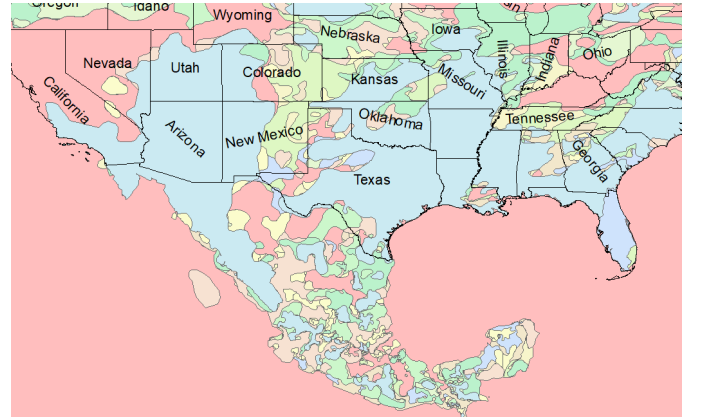 Oregon
Idaho
Wyoming
Nebraska
Iowa
Illinois
Indiana
Ohio
Nevada
Utah
Colorado
Kansas
Missouri
California
Arizona
New Mexico
Oklahoma
Tennessee
Georgia
Texas